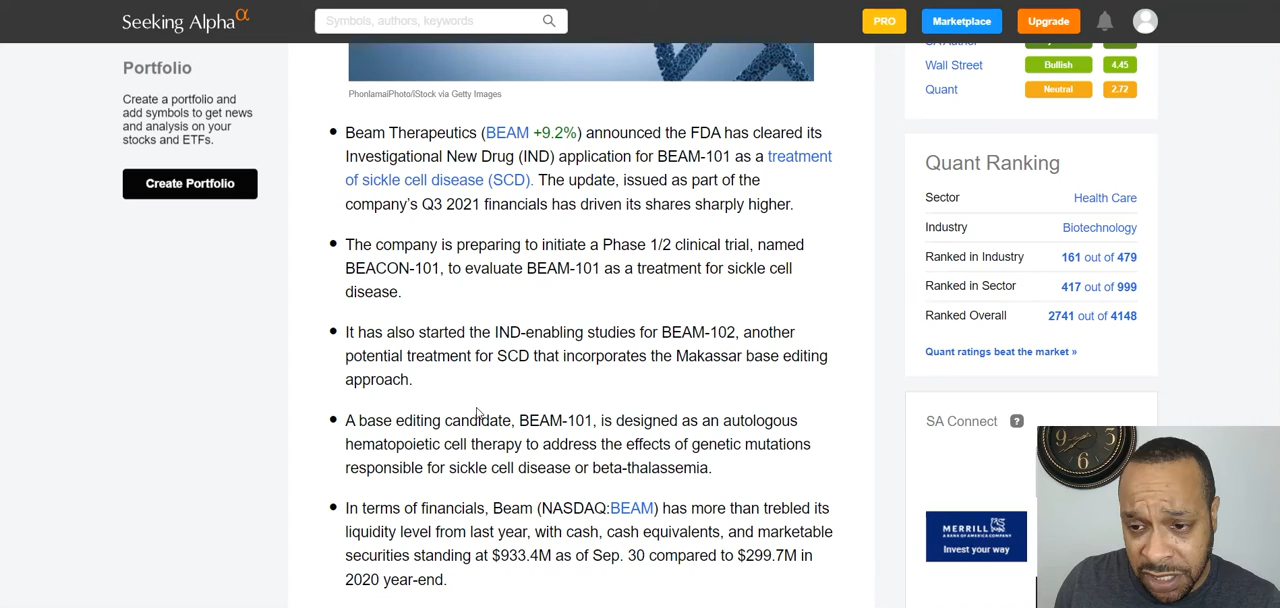 Seeking Alpha α
Symbols, authors, keywords
PRO
Marketplace
Upgrade
Portfolio
Create a portfolio and
add symbols to get news
and analysis on your
stocks and ETFs.
Create Portfolio
PhonlamaiPhoto/iStock via Getty Images
• Beam Therapeutics (BEAM +9.2%) announced the FDA has cleared its
Investigational New Drug (IND) application for BEAM-101 as a treatment
of sickle cell disease (SCD). The update, issued as part of the
company's Q3 2021 financials has driven its shares sharply higher.
• The company is preparing to initiate a Phase 1/2 clinical trial, named
BEACON-101, to evaluate BEAM-101 as a treatment for sickle cell
disease.
• It has also started the IND-enabling studies for BEAM-102, another
potential treatment for SCD that incorporates the Makassar base editing
approach.
• A base editing candidate, BEAM-101, is designed as an autologous
hematopoietic cell therapy to address the effects of genetic mutations
responsible for sickle cell disease or beta-thalassemia.
• In terms of financials, Beam (NASDAQ:BEAM) has more than trebled its
liquidity level from last year, with cash, cash equivalents, and marketable
securities standing at $933.4M as of Sep. 30 compared to $299.7M in
2020 year-end.
Wall Street Bullish 4.45
Quant Neutral 2.72
Quant Ranking
Sector Health Care
Industry Biotechnology
Ranked in Industry 161 out of 479
Ranked in Sector 417 out of 999
Ranked Overall 2741 out of 4148
Quant ratings beat the market »
SA Connect ?
MERRILL
A BANK OF AMERICA COMPANY
Invest your way
9
3
6